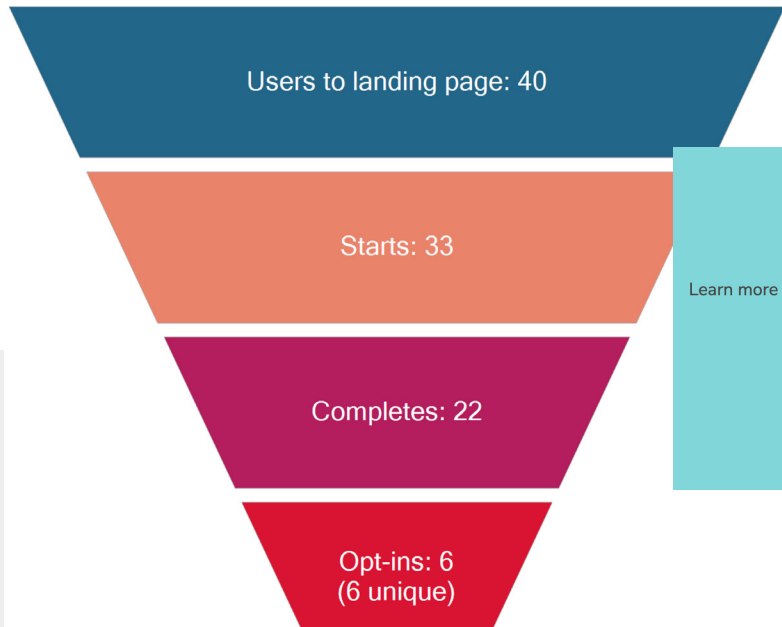 Users to landing page: 40
Starts: 33
Learn more
Completes: 22
Opt-ins: 6
(6 unique)